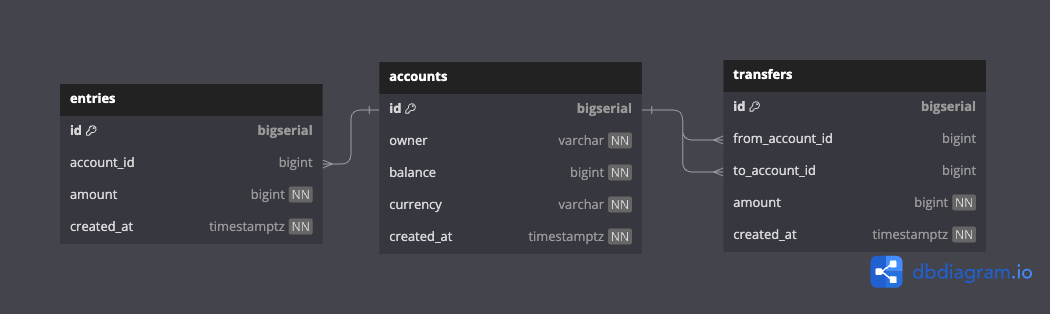 entries
id bigserial
account_id bigint
amount bigint NN
created_at timestamptz NN
accounts
id bigserial
owner varchar NN
balance bigint NN
currency varchar NN
created_at timestamptz NN
transfers
id bigserial
from_account_id bigint
to_account_id bigint
amount bigint NN
created_at timestamptz NN
dbdiagram.io